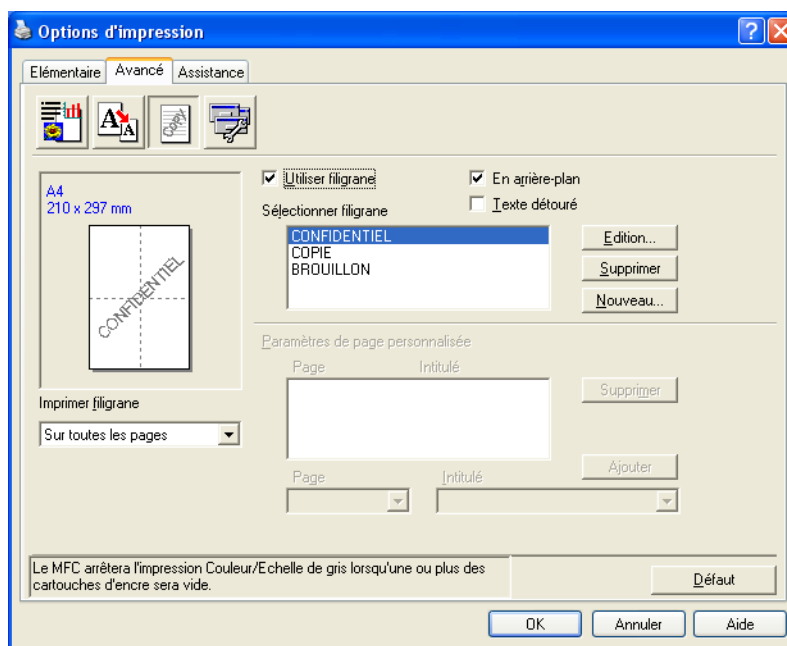 Options d'impression
Elémentaire Avancé Assistance
COPY
A4
210 x 297 mm
CONFIDENTIEL
Imprimer filigrane
Sur toutes les pages
Utiliser filigrane
En arrière-plan
Texte détouré
Sélectionner filigrane
CONFIDENTIEL
COPIE
BROUILLON
Edition...
Supprimer
Nouveau...
Paramètres de page personnalisée
Page Intitulé
Supprimer
Ajouter
Page Intitulé
Le MFC arrêtera l'impression Couleur/Echelle de gris lorsqu'une ou plus des
cartouches d'encre sera vide.
Défaut
OK Annuler Aide